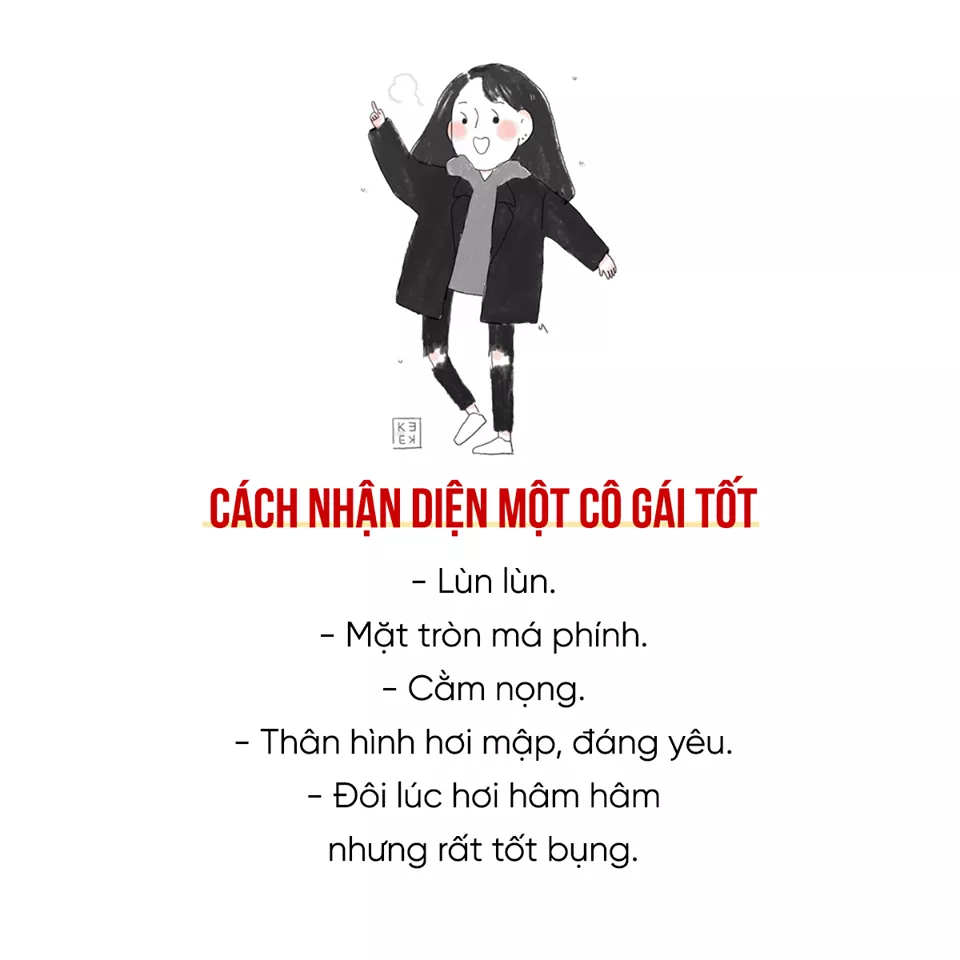 KE
EK
CÁCH NHẬN DIỆN MỘT CÔ GÁI TỐT
- Lùn lùn.
- Mặt tròn má phính.
- Cằm nọng.
- Thân hình hơi mập, đáng yêu.
- Đôi lúc hơi hâm hâm
nhưng rất tốt bụng.